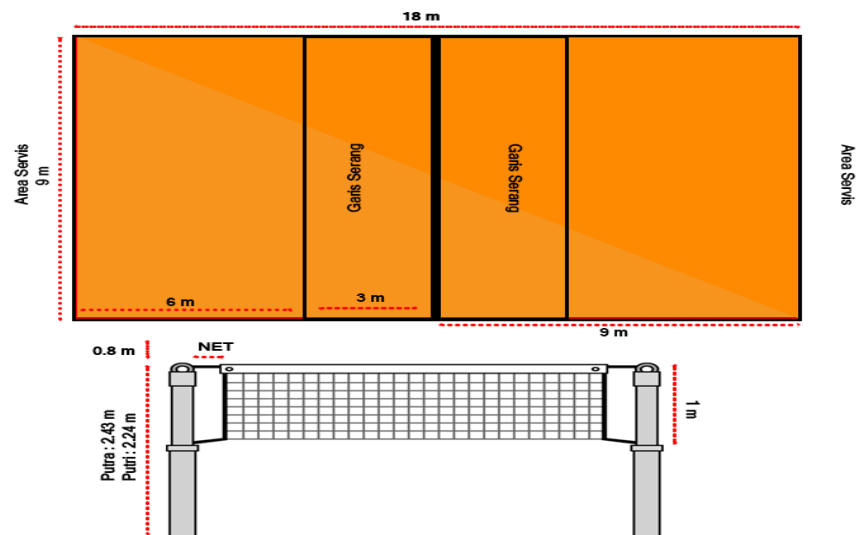 18 m
Area Servis
9 m
Garis Serang
Garis Serang
Area Servis
6 m
3 m
9 m
0.8 m
NET
Putra : 2.43 m
Putri : 2.24 m
1 m